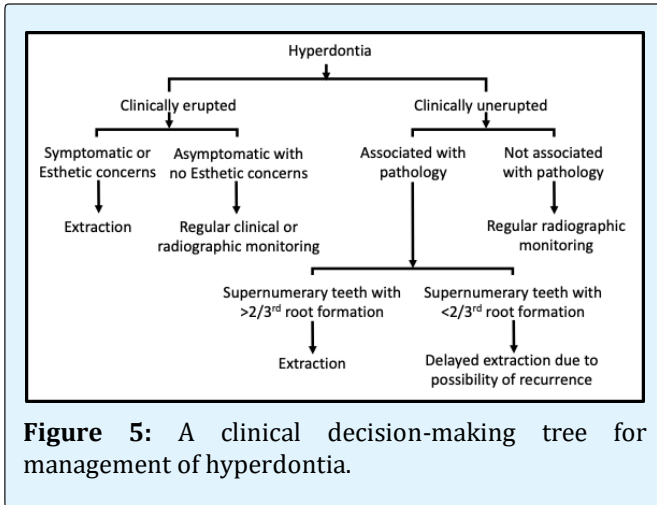 Hyperdontia
Clinically erupted
Clinically unerupted
Symptomatic or
Esthetic concerns
Asymptomatic with
no Esthetic concerns
Associated with
pathology
Not associated
with pathology
Extraction
Regular clinical or
radiographic monitoring
Regular radiographic
monitoring
Supernumerary teeth with
>2/3rd root formation
Supernumerary teeth with
<2/3rd root formation
Extraction
Delayed extraction due to
possibility of recurrence
Figure 5: A clinical decision-making tree for
management of hyperdontia.